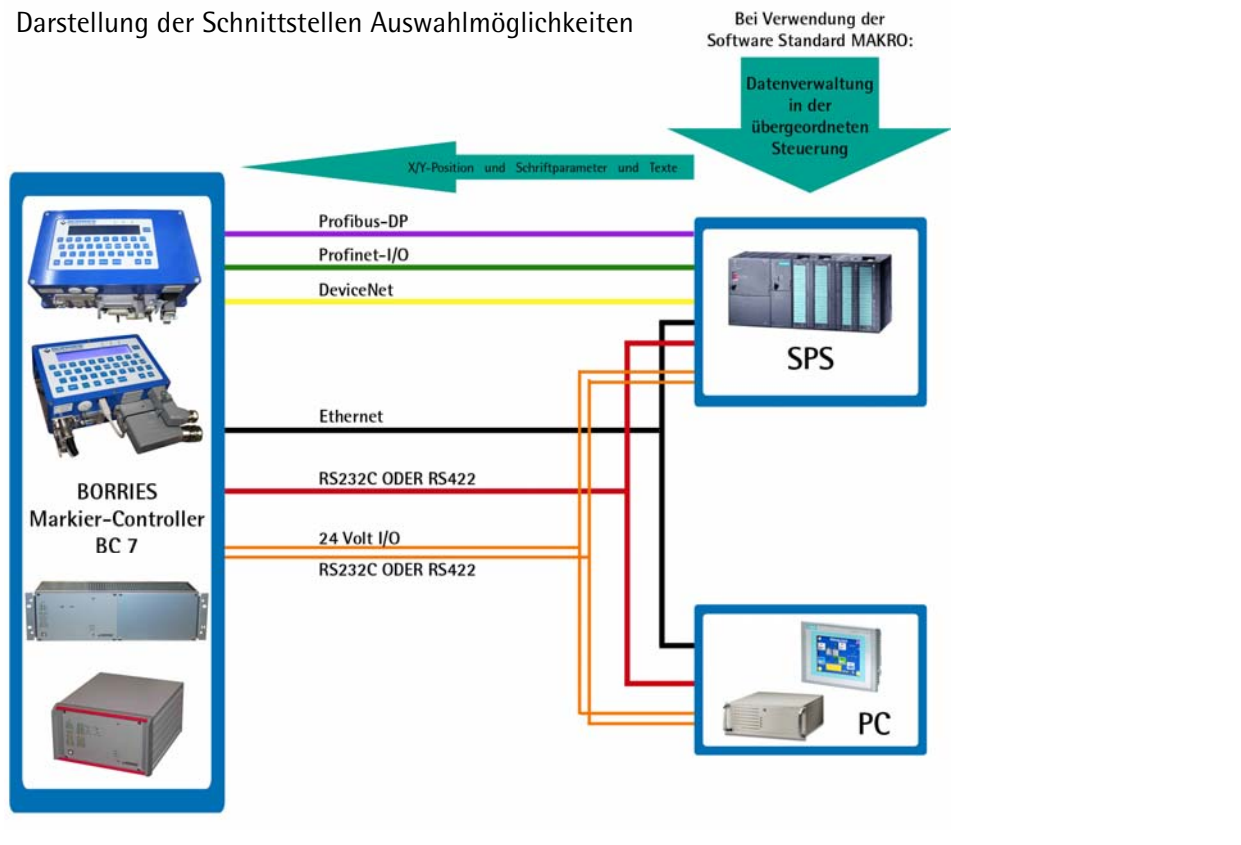 Darstellung der Schnittstellen Auswahlmöglichkeiten
Bei Verwendung der
Software Standard MAKRO:
Datenverwaltung
in der
übergeordneten
Steuerung
X/Y-Position und Schriftparameter und Texte
Profibus-DP
Profinet-I/O
DeviceNet
SPS
Ethernet
RS232C ODER RS422
24 Volt I/O
RS232C ODER RS422
BORRIES
Markier-Controller
BC 7
PC